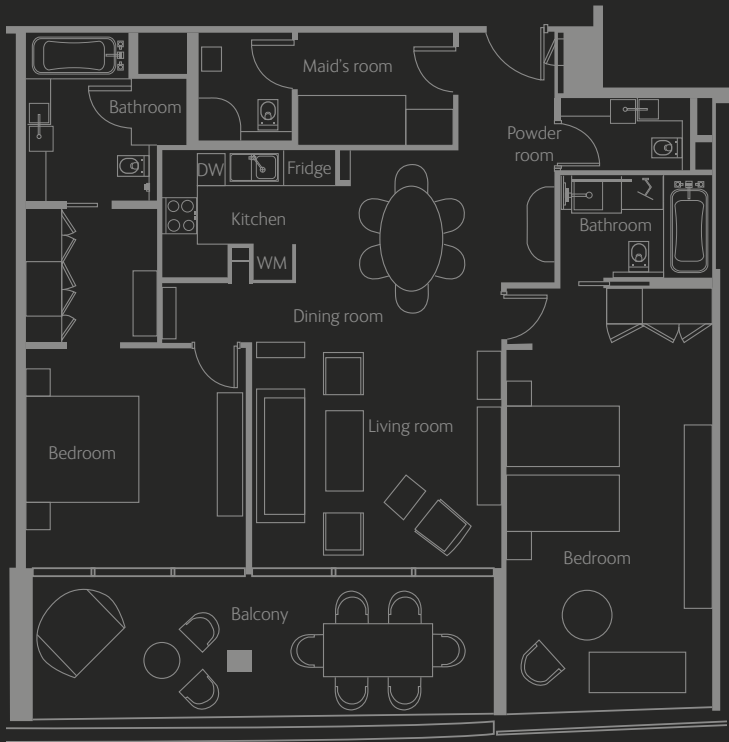 Maid's room
Bathroom
Powder
room
DW
Fridge
Kitchen
Bathroom
WM
Dining room
Living room
Bedroom
Bedroom
Balcony